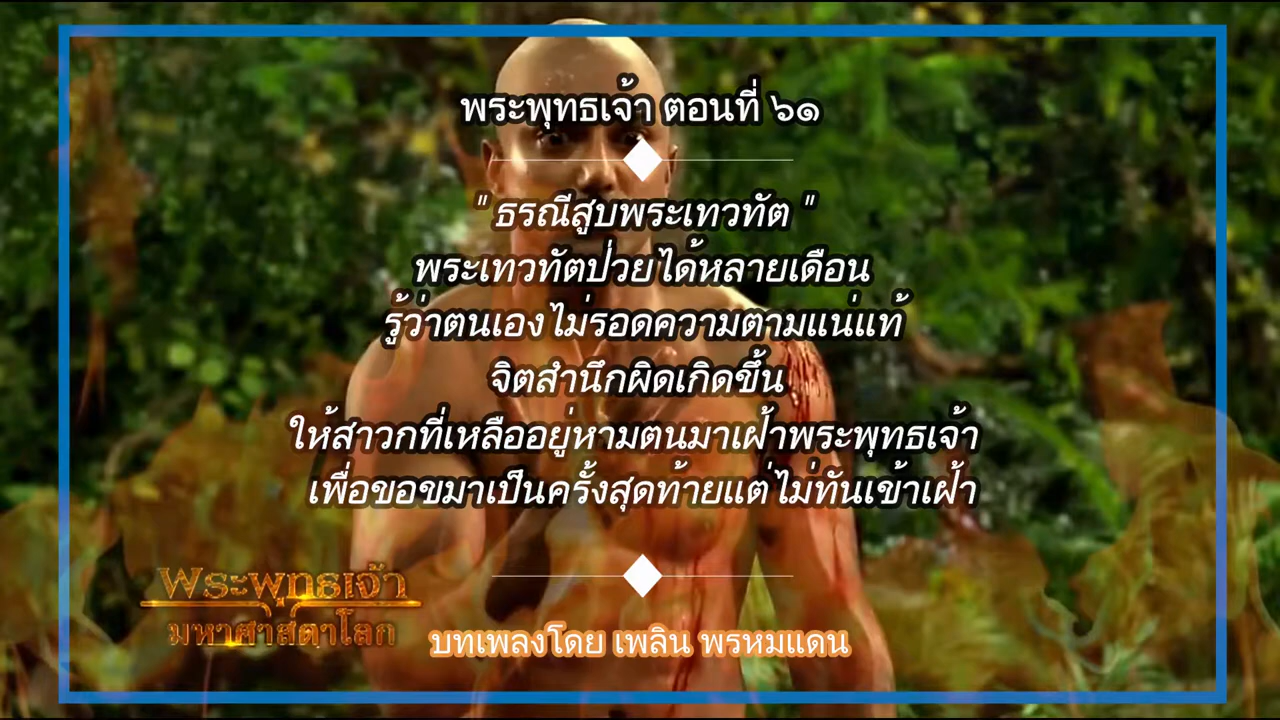 พระพุทธเจ้า ตอนที่ ๖๑
" ธรณีสูบพระเทวทัต "
พระเทวทัตป่วยได้หลายเดือน
รู้ว่าตนเองไม่รอดความตามแน่แท้
จิตสำนึกผิดเกิดขึ้น
ให้สาวกที่เหลืออยู่หามตนมาเฝ้าพระพุทธเจ้า
เพื่อขอขมาเป็นครั้งสุดท้ายแต่ไม่ทันเข้าเฝ้า
พระพุทธเจ้า
มหาศาสดาโลก
บทเพลงโดย เพลิน พรหมแดน